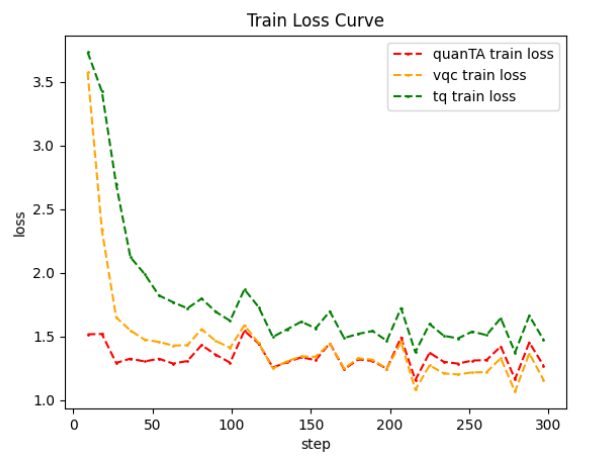 Train Loss Curve
quanTA train loss
vqc train loss
tq train loss
3.5
3.0
2.5
2.0
1.5
1.0
loss
0 50 100 150 200 250 300
step